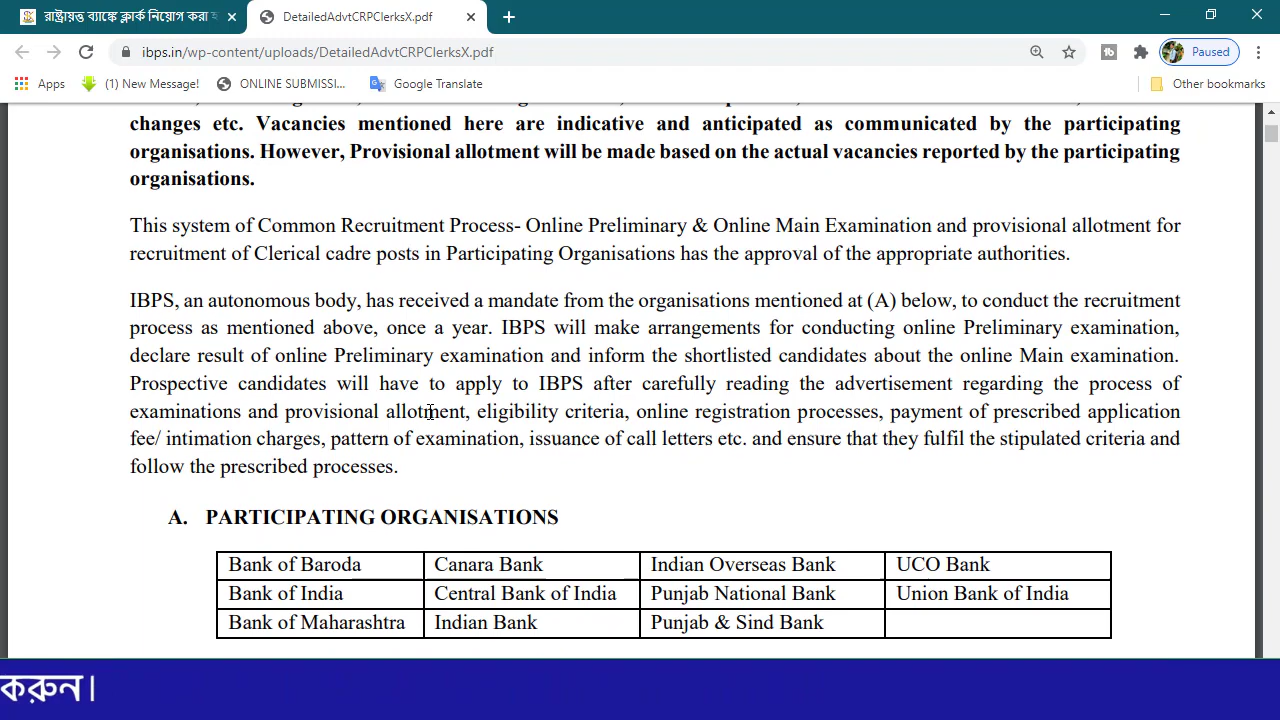 রাষ্ট্রায়ত্ত ব্যাঙ্কে ক্লার্ক নিয়োগ করা
DetailedAdvtCRPClerksX.pdf
ibps.in/wp-content/uploads/DetailedAdvtCRPClerksX.pdf
Paused
Apps
(1) New Message!
ONLINE SUBMISSI...
Google Translate
Other bookmarks
changes etc. Vacancies mentioned here are indicative and anticipated as communicated by the participating
organisations. However, Provisional allotment will be made based on the actual vacancies reported by the participating
organisations.
This system of Common Recruitment Process- Online Preliminary & Online Main Examination and provisional allotment for
recruitment of Clerical cadre posts in Participating Organisations has the approval of the appropriate authorities.
IBPS, an autonomous body, has received a mandate from the organisations mentioned at (A) below, to conduct the recruitment
process as mentioned above, once a year. IBPS will make arrangements for conducting online Preliminary examination,
declare result of online Preliminary examination and inform the shortlisted candidates about the online Main examination.
Prospective candidates will have to apply to IBPS after carefully reading the advertisement regarding the process of
examinations and provisional allotment, eligibility criteria, online registration processes, payment of prescribed application
fee/ intimation charges, pattern of examination, issuance of call letters etc. and ensure that they fulfil the stipulated criteria and
follow the prescribed processes.
A. PARTICIPATING ORGANISATIONS
Bank of Baroda Canara Bank Indian Overseas Bank UCO Bank
Bank of India Central Bank of India Punjab National Bank Union Bank of India
Bank of Maharashtra Indian Bank Punjab & Sind Bank
করুন।